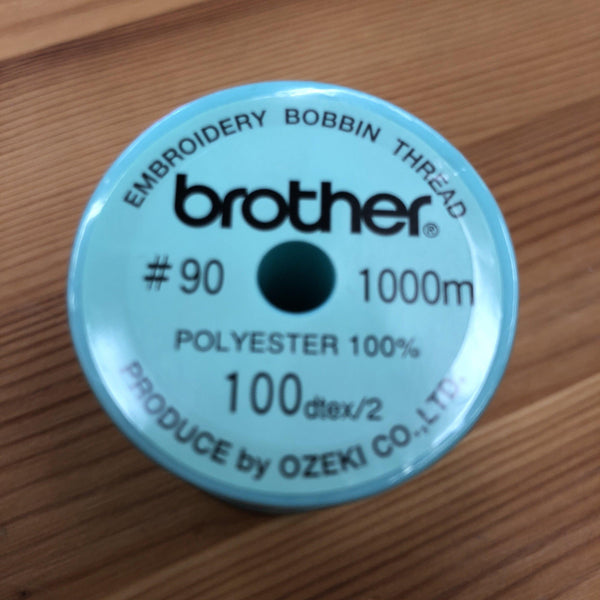 EMBROIDERY BOBBIN THREAD
brother®
#90 1000m
POLYESTER 100%
100dtex/2
PRODUCE by OZEKI CO.,LTD.